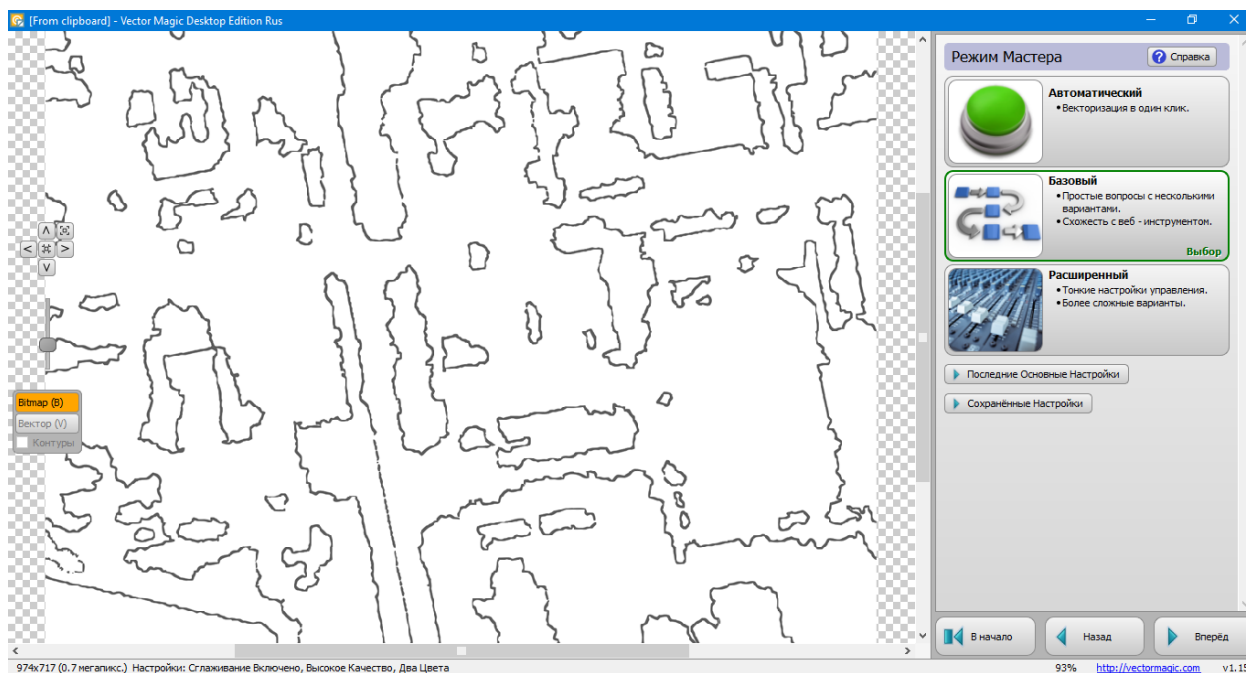 [From clipboard] - Vector Magic Desktop Edition Rus
Режим Мастера
Справка
Автоматический
•Векторизация в один клик.
Базовый
•Простые вопросы с несколькими
вариантами.
•Схожесть с веб - инструментом.
Выбор
Расширенный
•Тонкие настройки управления.
•Более сложные варианты.
Последние Основные Настройки
Сохранённые Настройки
Bitmap (B)
Вектор (V)
Контуры
В начало
Назад
Вперёд
974x717 (0.7 мегапикс.) Настройки: Сглаживание Включено, Высокое Качество, Два Цвета
93%
http://vectormagic.com
v1.15